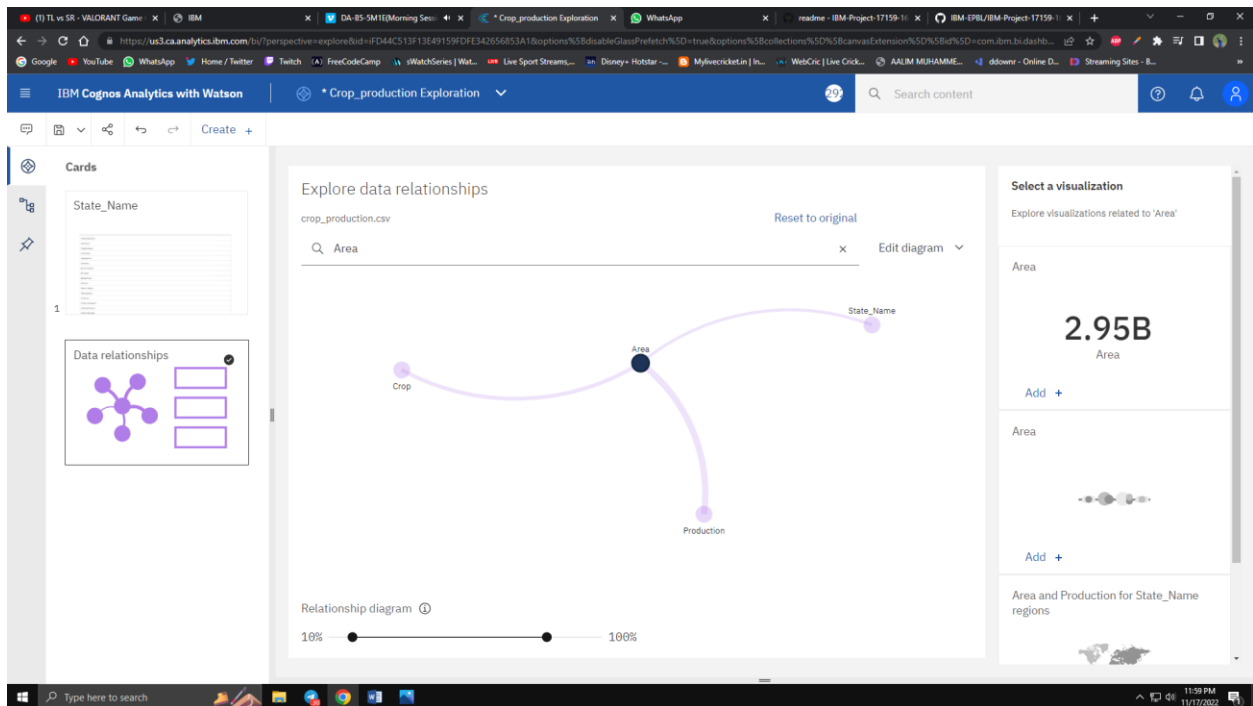 (1) TL vs SR - VALORANT Game
IBM
DA-B5-5M1E(Morning Sess
* Crop_production Exploration
WhatsApp
readme - IBM-Project-17159-16
IBM-EPBL/IBM-Project-17159-1
https://us3.ca.analytics.ibm.com/bi/?perspective=explore&id=iFD44C513F13E49159FDFE342656853A1&options%5BdisableGlassPrefetch%5D=true&options%5Bcollections%5D%5BcanvasExtension%5D%5Bid%5D=com.ibm.bi.dashb...
Google
YouTube
WhatsApp
Home / Twitter
Twitch
FreeCodeCamp
sWatchSeries | Wat...
Live Sport Streams,...
Disney+ Hotstar -...
Mylivecricket.in | In...
WebCric | Live Crick...
AALIM MUHAMME...
ddownr - Online D...
Streaming Sites - B...
»
IBM Cognos Analytics with Watson
* Crop_production Exploration
29
Search content
Create +
Cards
State_Name
1
Data relationships
Explore data relationships
crop_production.csv
Reset to original
Area
Edit diagram
State_Name
Area
Crop
Production
Relationship diagram
10%
100%
Select a visualization
Explore visualizations related to 'Area'
Area
2.95B
Area
Add +
Area
Add +
Area and Production for State_Name
regions
Type here to search
11:59 PM
11/17/2022